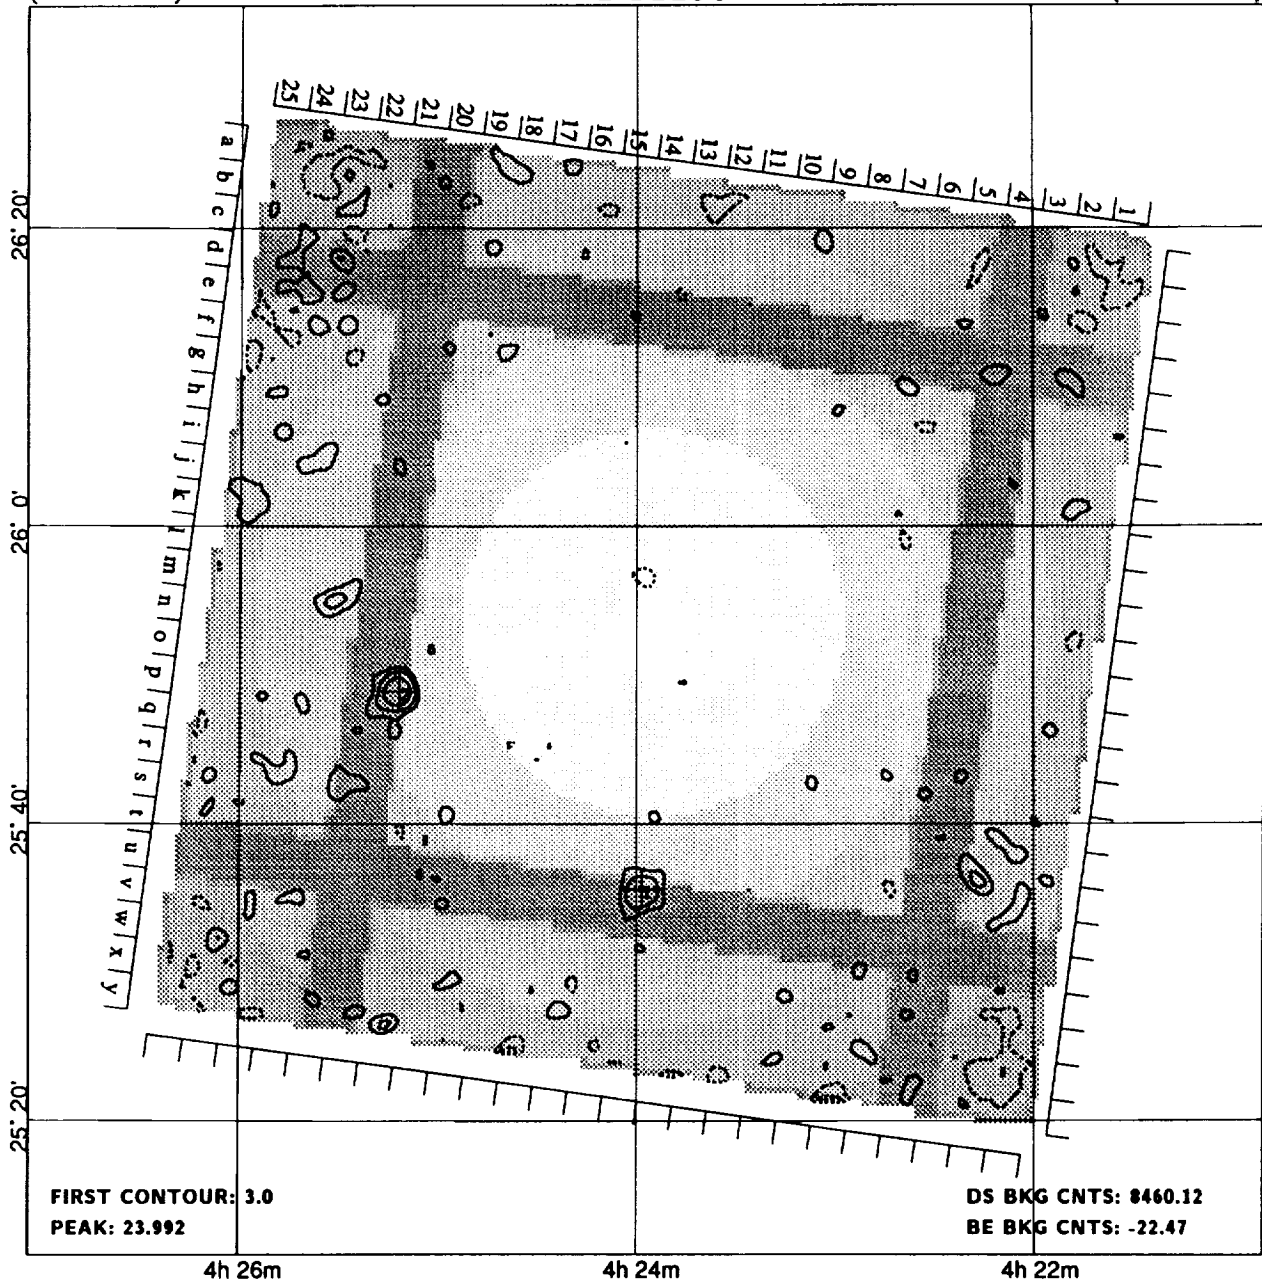 25 24 23 22 21 20 19 18 17 16 15 14 13 12 11 10 9 8 7 6 5 4 3 2 1
a b c d e f g h i j k l m n o p q r s t u v w x y
26° 20'
26° 0'
25° 40'
25° 20'
FIRST CONTOUR: 3.0
PEAK: 23.992
DS BKG CNTS: 8460.12
BE BKG CNTS: -22.47
4h 26m
4h 24m
4h 22m